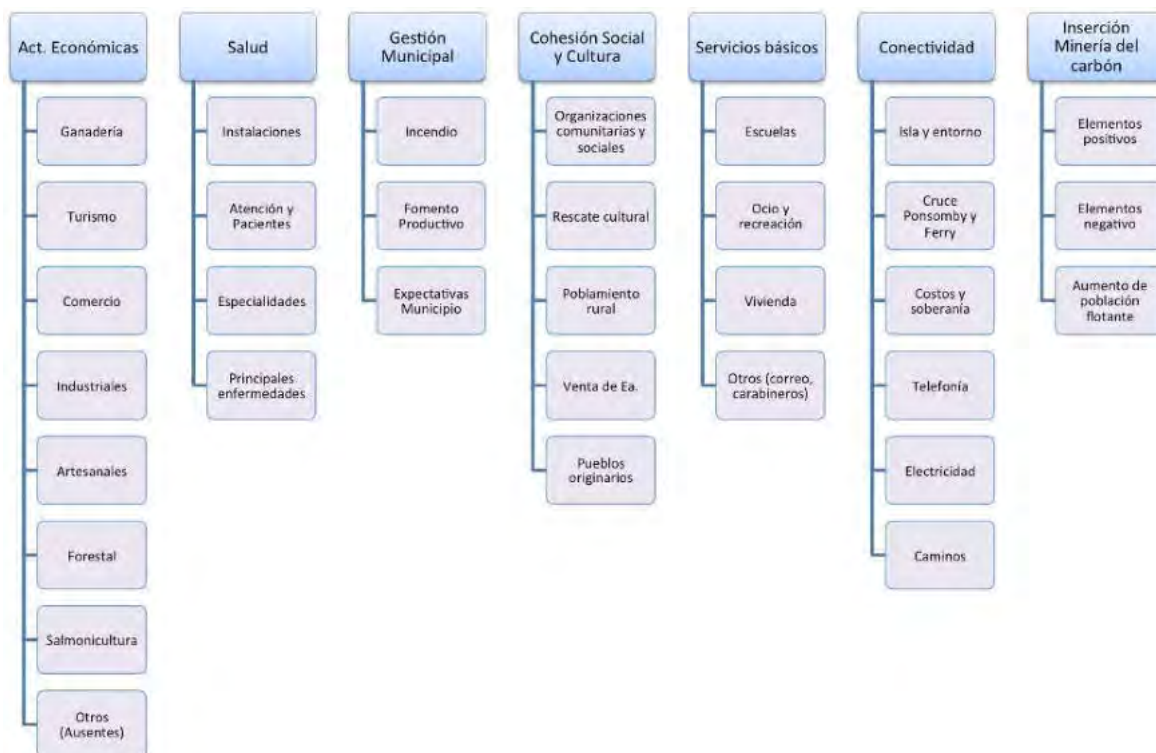 Act. Económicas
Ganadería
Turismo
Comercio
Industriales
Artesanales
Forestal
Salmonicultura
Otros
(Ausentes)
Salud
Instalaciones
Atención y
Pacientes
Especialidades
Principales
enfermedades
Gestión
Municipal
Incendio
Fomento
Productivo
Expectativas
Municipio
Cohesión Social
y Cultura
Organizaciones
comunitarias y
sociales
Rescate cultural
Poblamiento
rural
Venta de Ea.
Pueblos
originarios
Servicios básicos
Escuelas
Ocio y
recreación
Vivienda
Otros (correo,
carabineros)
Conectividad
Isla y entorno
Cruce
Ponsomby y
Ferry
Costos y
soberanía
Telefonía
Electricidad
Caminos
Inserción
Minería del
carbón
Elementos
positivos
Elementos
negativo
Aumento de
población
flotante